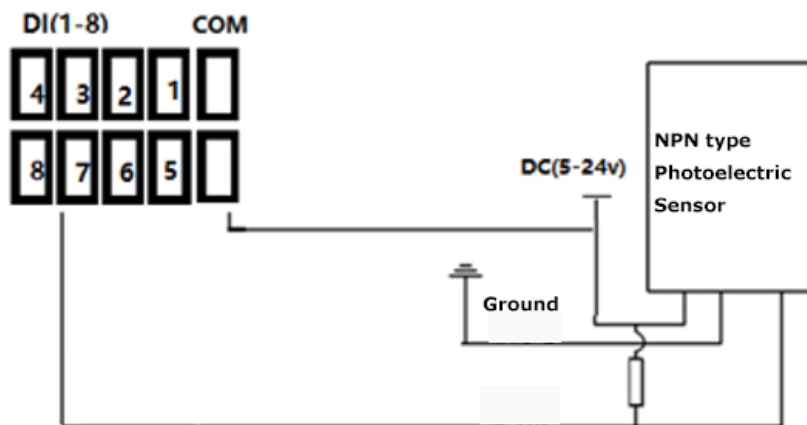 DI(1-8) COM
4 3 2 1
8 7 6 5
DC(5-24v)
NPN type
Photoelectric
Sensor
Ground